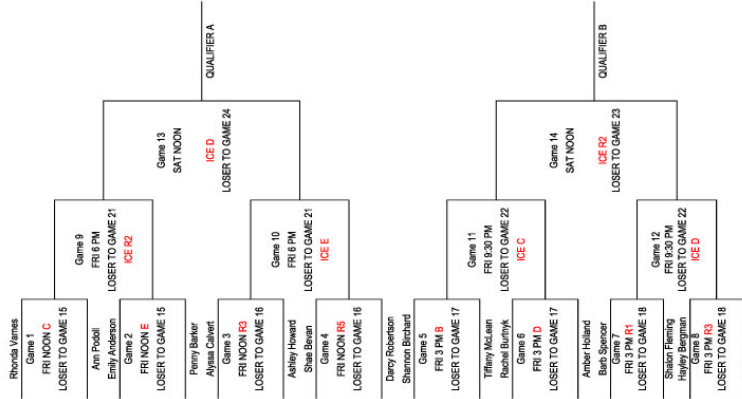 Rhonda Varnes
Game 1
FRI NOON C
LOSER TO GAME 15
Ann Podoll
Emily Anderson
Game 2
FRI NOON E
LOSER TO GAME 15
Penny Barker
Alyssa Calvert
Game 3
FRI NOON R3
LOSER TO GAME 16
Ashley Howard
Shae Bevan
Game 4
FRI NOON R5
LOSER TO GAME 16
Darcy Robertson
Shannon Birchard
Game 5
FRI 3 PM B
LOSER TO GAME 17
Tiffany McLean
Rachel Burtnyk
Game 6
FRI 3 PM D
LOSER TO GAME 17
Amber Holland
Barb Spencer
Game 7
FRI 3 PM R1
LOSER TO GAME 18
Shalon Fleming
Hayley Bergman
Game 8
FRI 3 PM R3
LOSER TO GAME 18
Game 9
FRI 6 PM
LOSER TO GAME 21
ICE R2
Game 10
FRI 6 PM
LOSER TO GAME 21
ICE E
Game 11
FRI 9:30 PM
LOSER TO GAME 22
ICE C
Game 12
FRI 9:30 PM
LOSER TO GAME 22
ICE D
Game 13
SAT NOON
ICE D
LOSER TO GAME 24
Game 14
SAT NOON
ICE R2
LOSER TO GAME 23
QUALIFIER A
QUALIFIER B